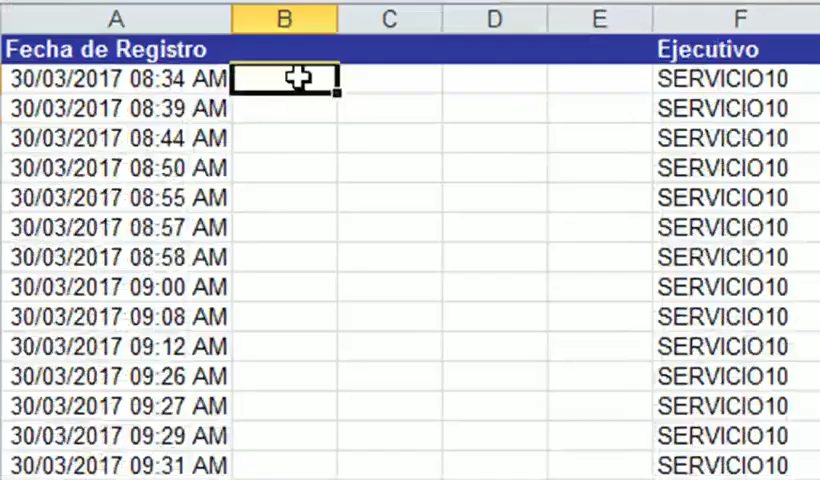 A B C D E F
Fecha de Registro Ejecutivo
30/03/2017 08:34 AM SERVICIO10
30/03/2017 08:39 AM SERVICIO10
30/03/2017 08:44 AM SERVICIO10
30/03/2017 08:50 AM SERVICIO10
30/03/2017 08:55 AM SERVICIO10
30/03/2017 08:57 AM SERVICIO10
30/03/2017 08:58 AM SERVICIO10
30/03/2017 09:00 AM SERVICIO10
30/03/2017 09:08 AM SERVICIO10
30/03/2017 09:12 AM SERVICIO10
30/03/2017 09:26 AM SERVICIO10
30/03/2017 09:27 AM SERVICIO10
30/03/2017 09:29 AM SERVICIO10
30/03/2017 09:31 AM SERVICIO10